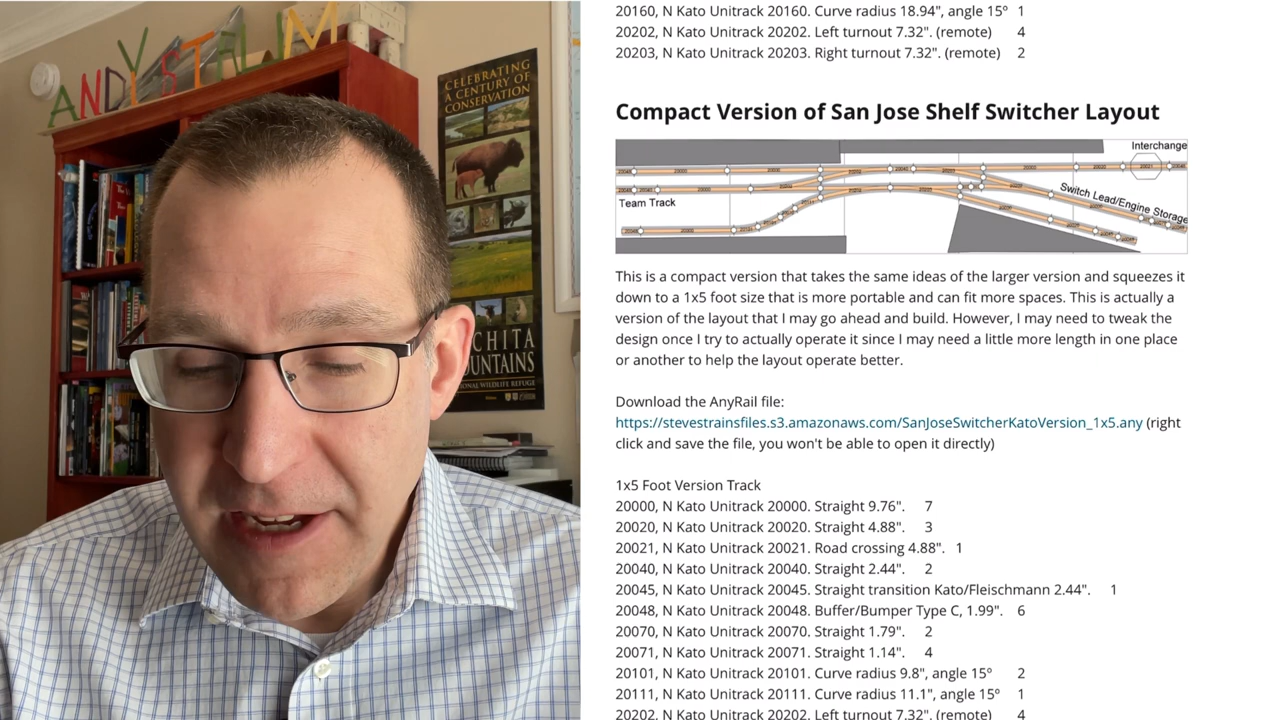 ANDY STALLM
CELEBRATING
A CENTURY OF
CONSERVATION
CHITA
OUNTAINS
NATIONAL WILDLIFE REFUGE
20160, N Kato Unitrack 20160. Curve radius 18.94", angle 15º 1
20202, N Kato Unitrack 20202. Left turnout 7.32". (remote) 4
20203, N Kato Unitrack 20203. Right turnout 7.32". (remote) 2
Compact Version of San Jose Shelf Switcher Layout
Interchange
Team Track
Switch Lead/Engine Storage
This is a compact version that takes the same ideas of the larger version and squeezes it
down to a 1x5 foot size that is more portable and can fit more spaces. This is actually a
version of the layout that I may go ahead and build. However, I may need to tweak the
design once I try to actually operate it since I may need a little more length in one place
or another to help the layout operate better.
Download the AnyRail file:
https://stevestrainsfiles.s3.amazonaws.com/SanJoseSwitcherKatoVersion_1x5.any (right
click and save the file, you won't be able to open it directly)
1x5 Foot Version Track
20000, N Kato Unitrack 20000. Straight 9.76". 7
20020, N Kato Unitrack 20020. Straight 4.88". 3
20021, N Kato Unitrack 20021. Road crossing 4.88". 1
20040, N Kato Unitrack 20040. Straight 2.44". 2
20045, N Kato Unitrack 20045. Straight transition Kato/Fleischmann 2.44". 1
20048, N Kato Unitrack 20048. Buffer/Bumper Type C, 1.99". 6
20070, N Kato Unitrack 20070. Straight 1.79". 2
20071, N Kato Unitrack 20071. Straight 1.14". 4
20101, N Kato Unitrack 20101. Curve radius 9.8", angle 15º 2
20111, N Kato Unitrack 20111. Curve radius 11.1", angle 15º 1
20202, N Kato Unitrack 20202. Left turnout 7.32". (remote) 4